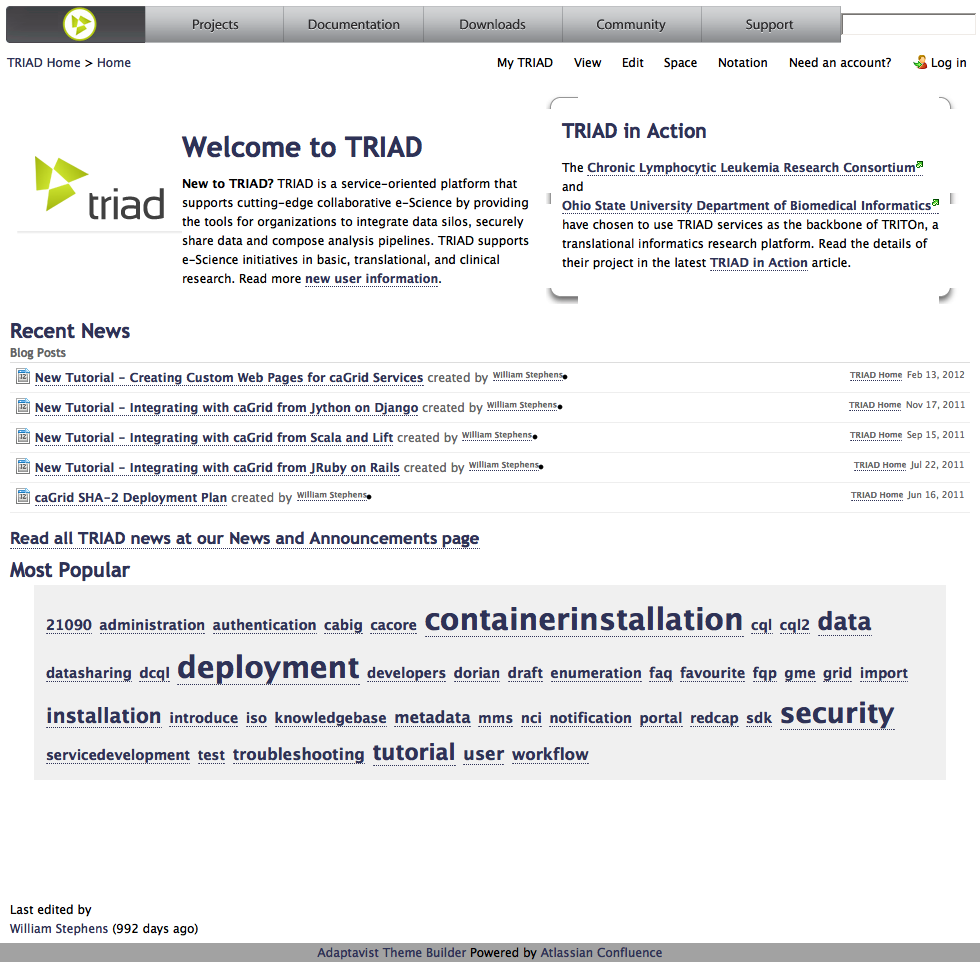 Projects Documentation Downloads Community Support
TRIAD Home > Home
My TRIAD View Edit Space Notation Need an account? Log in
triad
Welcome to TRIAD
New to TRIAD? TRIAD is a service-oriented platform that
supports cutting-edge collaborative e-Science by providing
the tools for organizations to integrate data silos, securely
share data and compose analysis pipelines. TRIAD supports
e-Science initiatives in basic, translational, and clinical
research. Read more new user information.
TRIAD in Action
The Chronic Lymphocytic Leukemia Research Consortium
and
Ohio State University Department of Biomedical Informatics
have chosen to use TRIAD services as the backbone of TRITOn, a
translational informatics research platform. Read the details of
their project in the latest TRIAD in Action article.
Recent News
Blog Posts
New Tutorial - Creating Custom Web Pages for caGrid Services created by William Stephens TRIAD Home Feb 13, 2012
New Tutorial - Integrating with caGrid from Jython on Django created by William Stephens TRIAD Home Nov 17, 2011
New Tutorial - Integrating with caGrid from Scala and Lift created by William Stephens TRIAD Home Sep 15, 2011
New Tutorial - Integrating with caGrid from JRuby on Rails created by William Stephens TRIAD Home Jul 22, 2011
caGrid SHA-2 Deployment Plan created by William Stephens TRIAD Home Jun 16, 2011
Read all TRIAD news at our News and Announcements page
Most Popular
21090 administration authentication cabig cacore containerinstallation cql cql2 data
datasharing dcql deployment developers dorian draft enumeration faq favourite fqp gme grid import
installation introduce iso knowledgebase metadata mms nci notification portal redcap sdk security
servicedevelopment test troubleshooting tutorial user workflow
Last edited by
William Stephens (992 days ago)
Adaptavist Theme Builder Powered by Atlassian Confluence